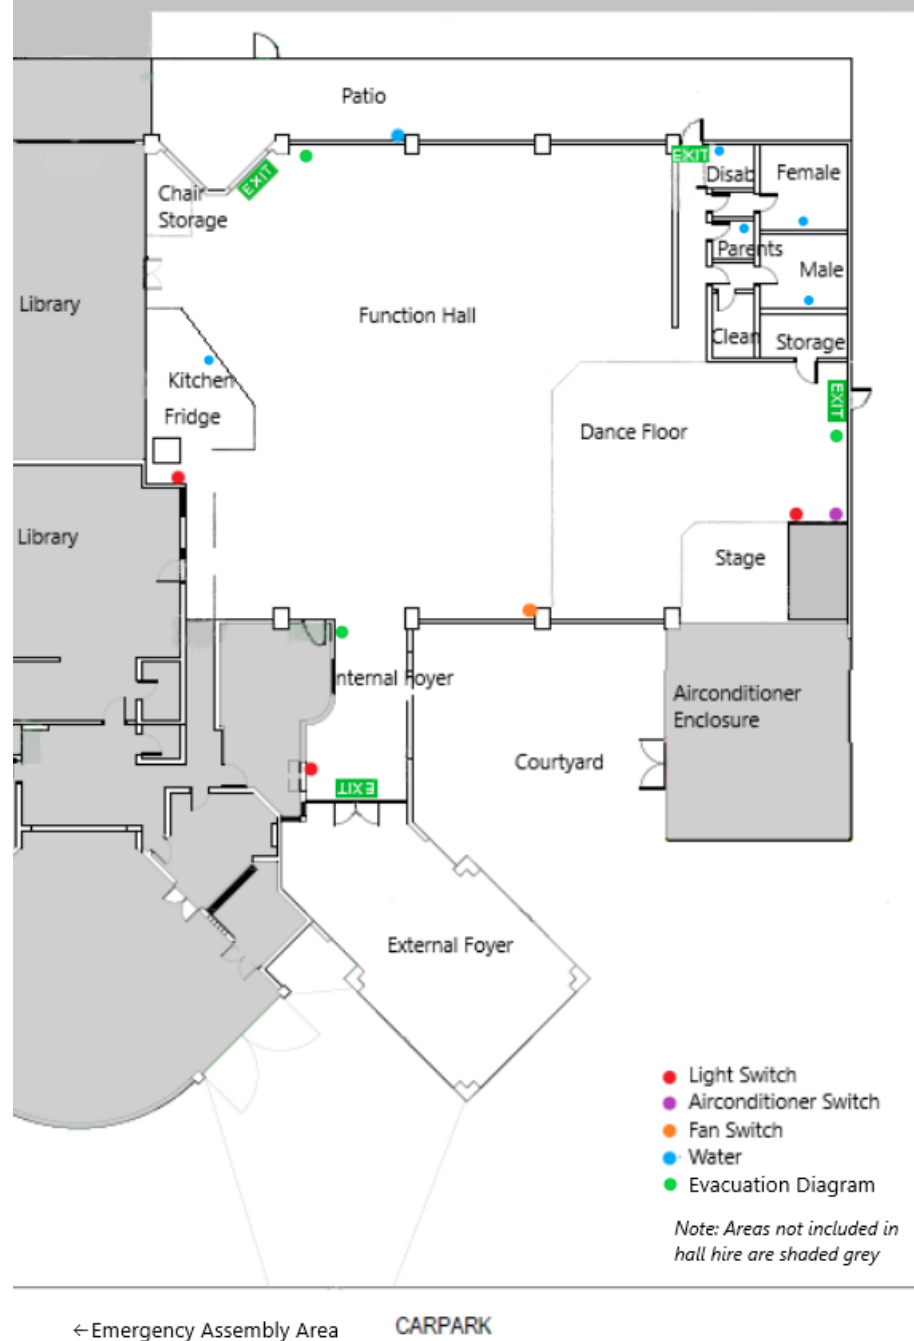 Patio
EXIT
EXIT
Disab
Female
Chair
Storage
Parents
Male
Library
Function Hall
Clean
Storage
Kitchen
Fridge
EXIT
Dance Floor
Library
Stage
nternal Foyer
Airconditioner
Enclosure
Courtyard
EXIT
External Foyer
Light Switch
Airconditioner Switch
Fan Switch
Water
Evacuation Diagram
Note: Areas not included in
hall hire are shaded grey
←Emergency Assembly Area
CARPARK